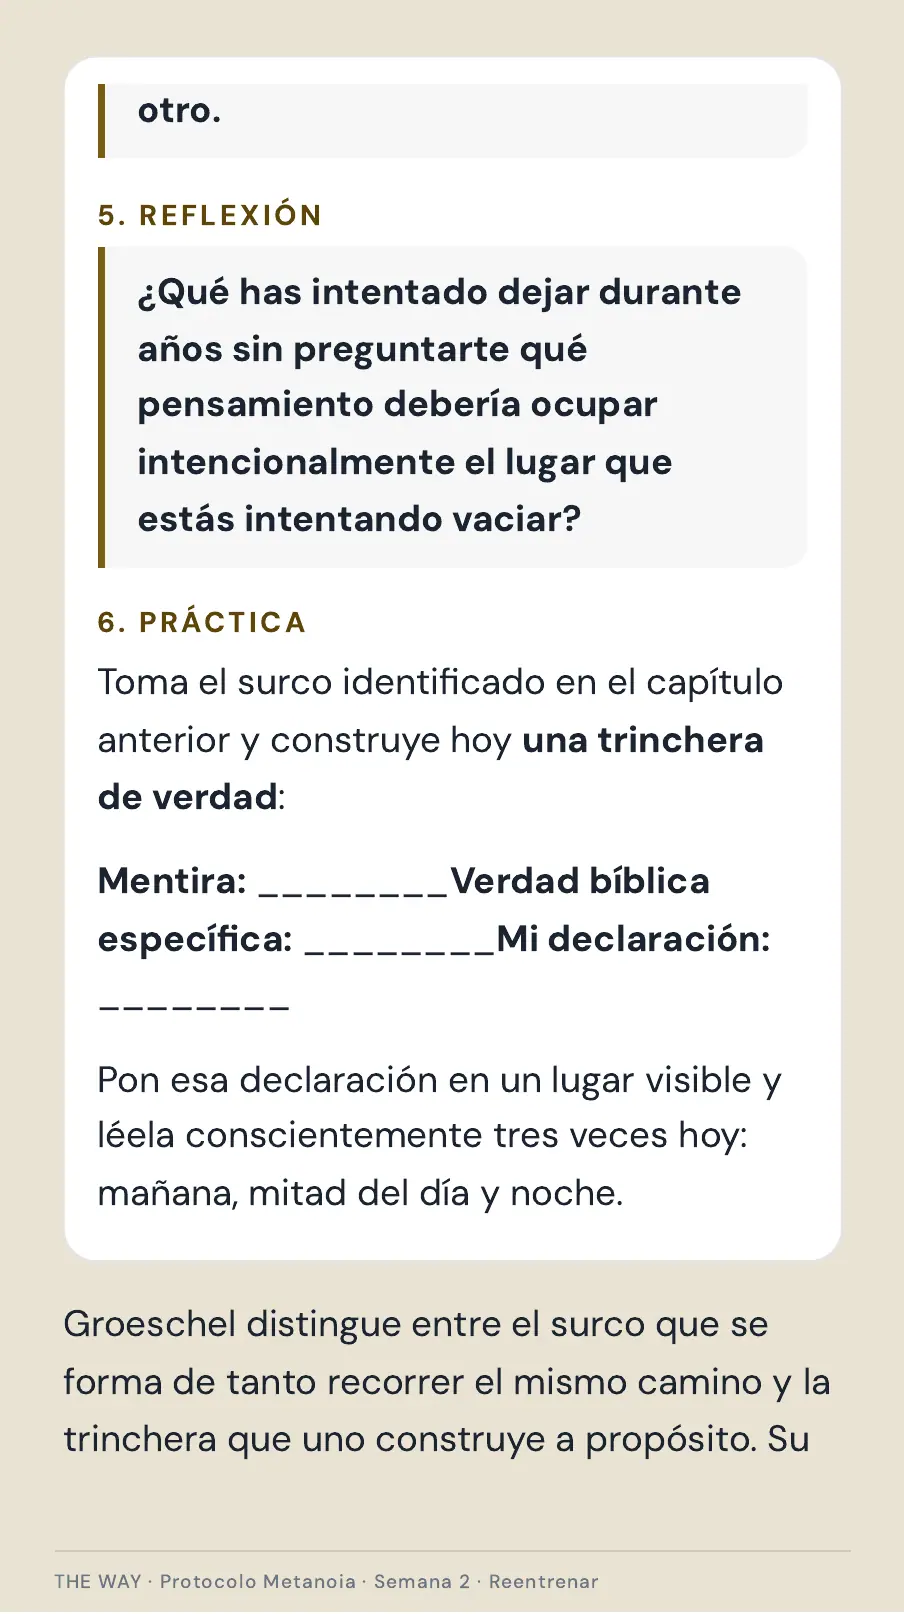 otro.
5. REFLEXIÓN
¿Qué has intentado dejar durante
años sin preguntarte qué
pensamiento debería ocupar
intencionalmente el lugar que
estás intentando vaciar?
6. PRÁCTICA
Toma el surco identificado en el capítulo
anterior y construye hoy una trinchera
de verdad:
Mentira: ________Verdad bíblica
específica: ________Mi declaración:
________
Pon esa declaración en un lugar visible y
léela conscientemente tres veces hoy:
mañana, mitad del día y noche.
Groeschel distingue entre el surco que se
forma de tanto recorrer el mismo camino y la
trinchera que uno construye a propósito. Su
THE WAY · Protocolo Metanoia · Semana 2 · Reentrenar